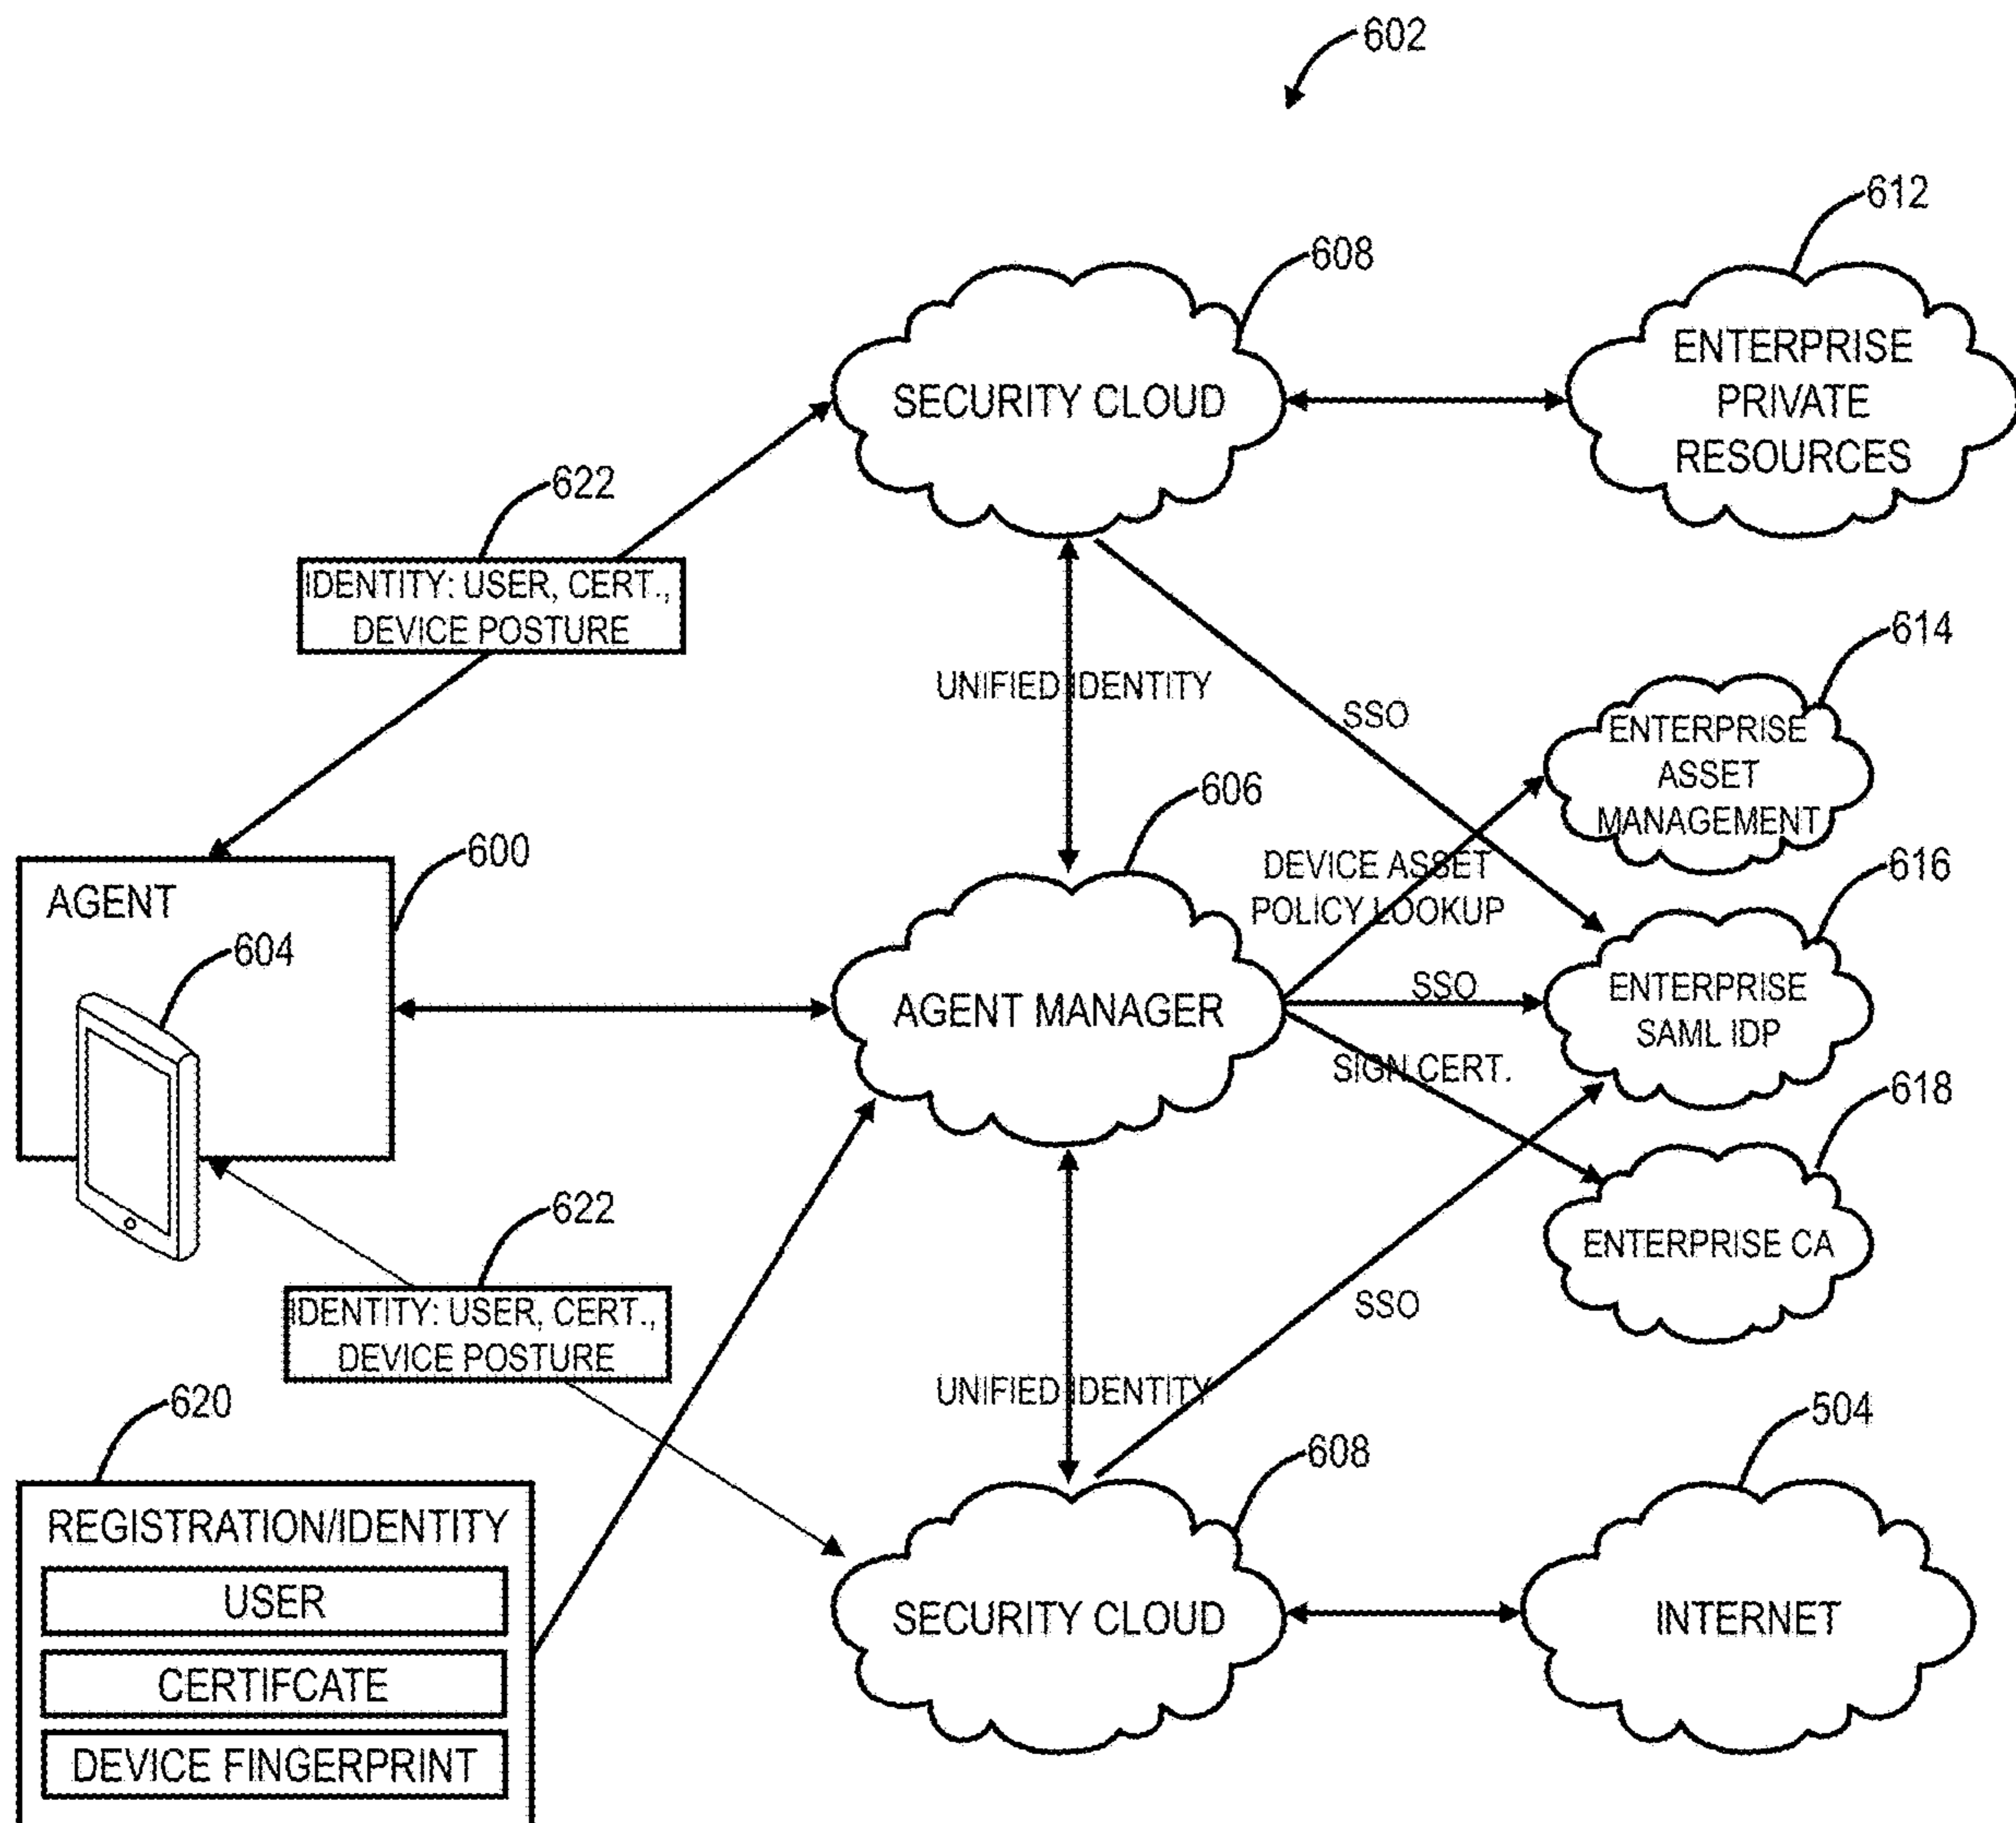 602
612
608
ENTERPRISE
PRIVATE
RESOURCES
SECURITY CLOUD
622
IDENTITY: USER, CERT.,
DEVICE POSTURE
614
UNIFIED IDENTITY
SSO
ENTERPRISE
ASSET
MANAGEMENT
606
600
DEVICE ASSET
POLICY LOOKUP
616
AGENT
604
AGENT MANAGER
SSO
ENTERPRISE
SAML IDP
SIGN CERT.
618
622
ENTERPRISE CA
IDENTITY: USER, CERT.,
DEVICE POSTURE
SSO
620
UNIFIED IDENTITY
504
608
REGISTRATION/IDENTITY
USER
CERTIFCATE
DEVICE FINGERPRINT
SECURITY CLOUD
INTERNET